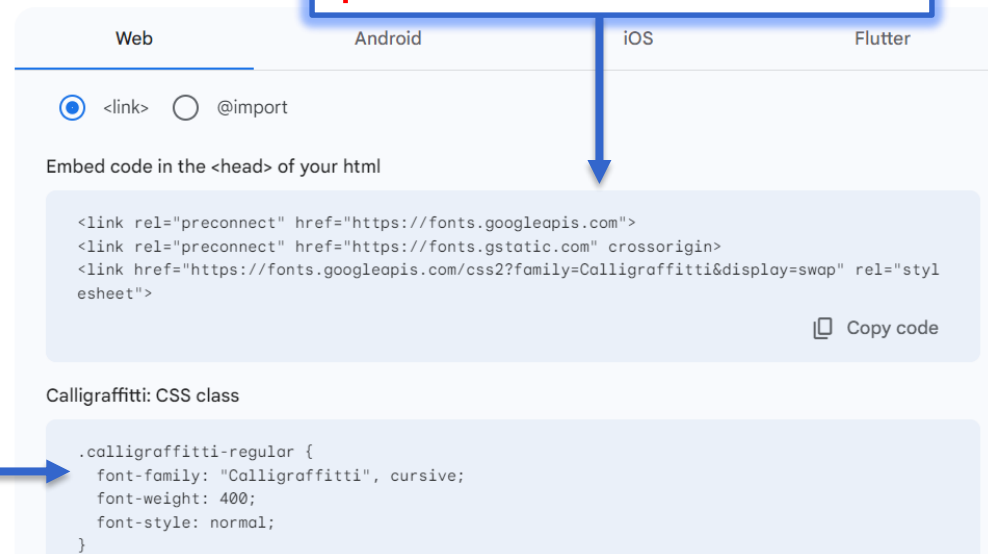 Web Android iOS Flutter
<link> @import
Embed code in the <head> of your html
<link rel="preconnect" href="https://fonts.googleapis.com">
<link rel="preconnect" href="https://fonts.gstatic.com" crossorigin>
<link href="https://fonts.googleapis.com/css2?family=Calligraffitti&display=swap" rel="styl
esheet">
Copy code
Calligraffitti: CSS class
.calligraffitti-regular {
  font-family: "Calligraffitti", cursive;
  font-weight: 400;
  font-style: normal;
}